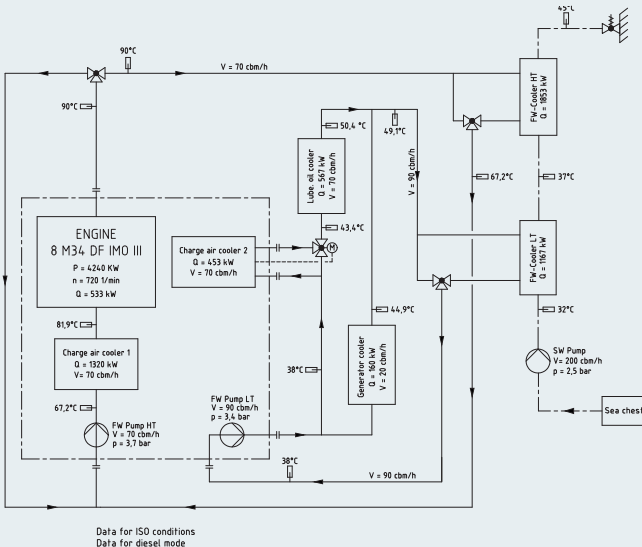 45°C
90°C
V = 70 cbm/h
90°C
FW-Cooler HT
Q = 1853 kW
50,4 °C
49,1°C
Lube. oil cooler
Q = 567 kW
V = 70 cbm/h
V = 90 cbm/h
67,2°C
37°C
ENGINE
8 M34 DF IMO III
P = 4240 KW
n = 720 1/min
Q = 533 kW
43,4°C
Charge air cooler 2
Q = 453 kW
V = 70 cbm/h
M
FW-Cooler LT
Q = 1167 kW
44,9°C
32°C
81,9°C
Charge air cooler 1
Q = 1320 kW
V= 70 cbm/h
38°C
Generator cooler
Q = 160 kW
V = 20 cbm/h
SW Pump
V= 200 cbm/h
p = 2,5 bar
67,2°C
FW Pump HT
V = 70 cbm/h
p = 3,7 bar
FW Pump LT
V = 90 cbm/h
p = 3,4 bar
Sea chest
38°C
V = 90 cbm/h
Data for ISO conditions
Data for diesel mode